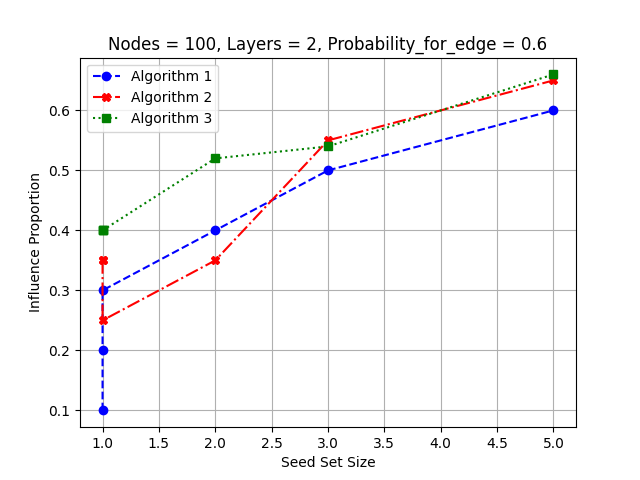 Nodes = 100, Layers = 2, Probability_for_edge = 0.6
Algorithm 1
Algorithm 2
Algorithm 3
Influence Proportion
0.6
0.5
0.4
0.3
0.2
0.1
1.0 1.5 2.0 2.5 3.0 3.5 4.0 4.5 5.0
Seed Set Size